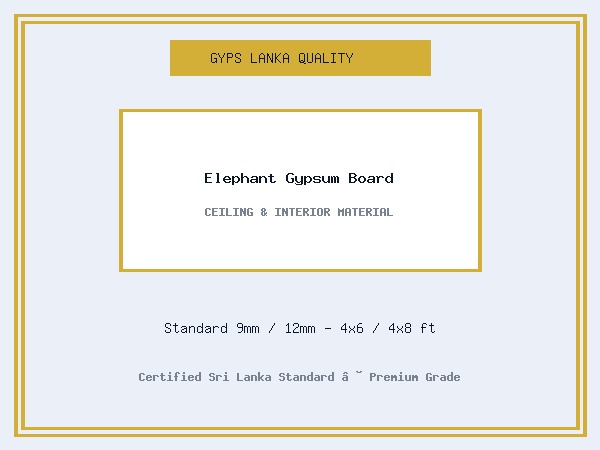 GYPS LANKA QUALITY
Elephant Gypsum Board
CEILING & INTERIOR MATERIAL
Standard 9mm / 12mm - 4x6 / 4x8 ft
Certified Sri Lanka Standard â ˜ Premium Grade